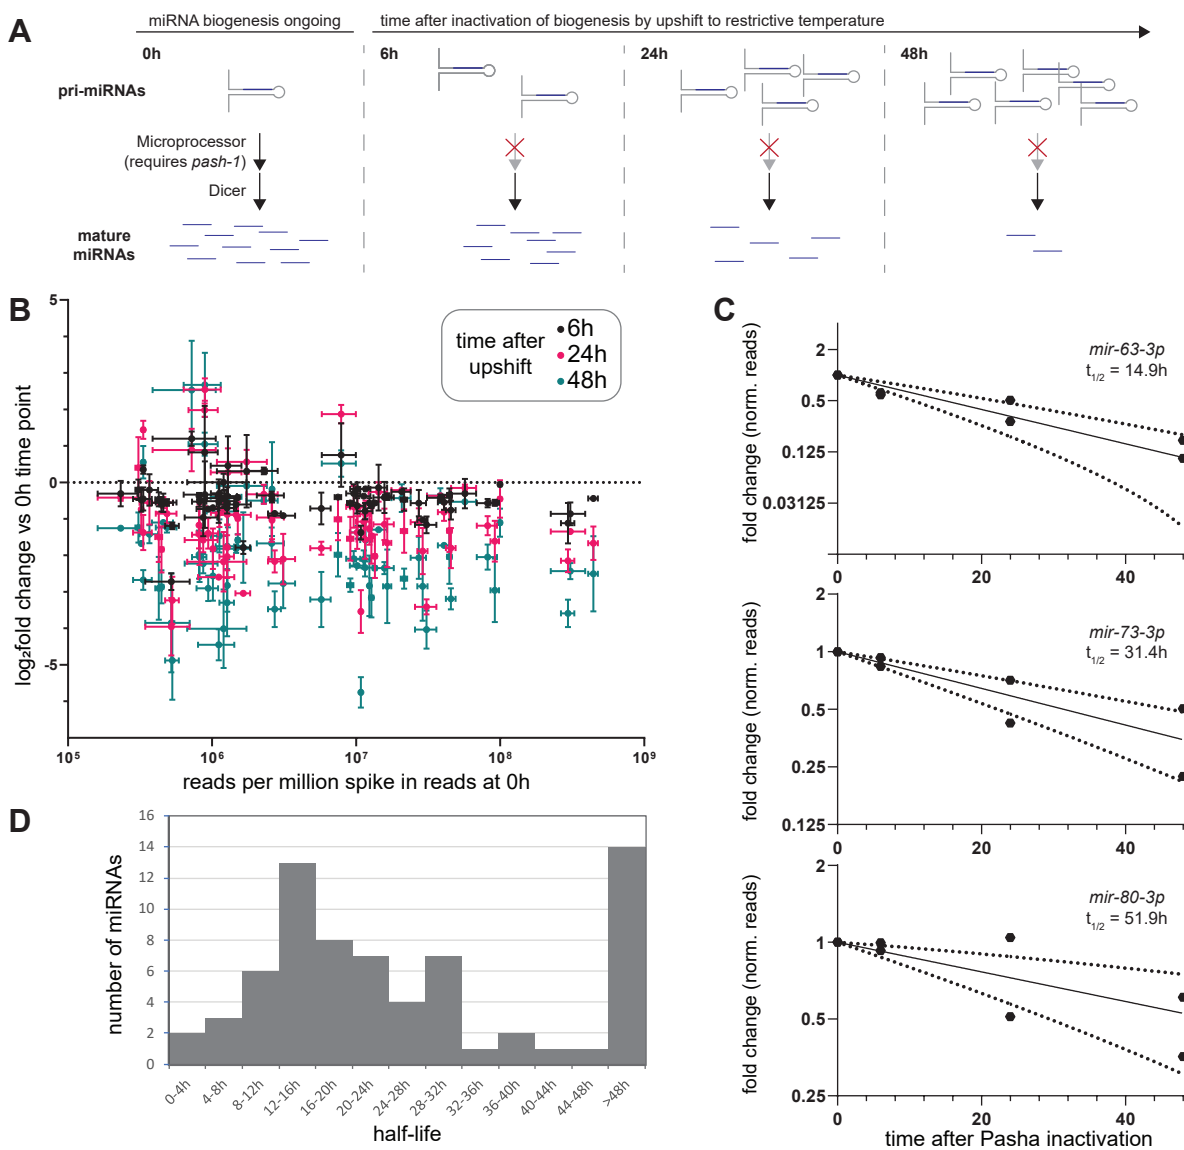 A
miRNA biogenesis ongoing
time after inactivation of biogenesis by upshift to restrictive temperature
0h
6h
24h
48h
pri-miRNAs
Microprocessor
(requires pash-1)
Dicer
mature
miRNAs
B
5
0
-5
log₂fold change vs 0h time point
time after
upshift
6h
24h
48h
10⁵
10⁶
10⁷
10⁸
10⁹
reads per million spike in reads at 0h
C
fold change (norm. reads)
2
0.5
0.125
0.03125
mir-63-3p
t1/2 = 14.9h
0
20
40
fold change (norm. reads)
2
1
0.5
0.25
0.125
mir-73-3p
t1/2 = 31.4h
0
20
40
fold change (norm. reads)
2
1
0.5
0.25
mir-80-3p
t1/2 = 51.9h
0
20
40
time after Pasha inactivation
D
number of miRNAs
16
14
12
10
8
6
4
2
0
0-4h
4-8h
8-12h
12-16h
16-20h
20-24h
24-28h
28-32h
32-36h
36-40h
40-44h
44-48h
>48h
half-life